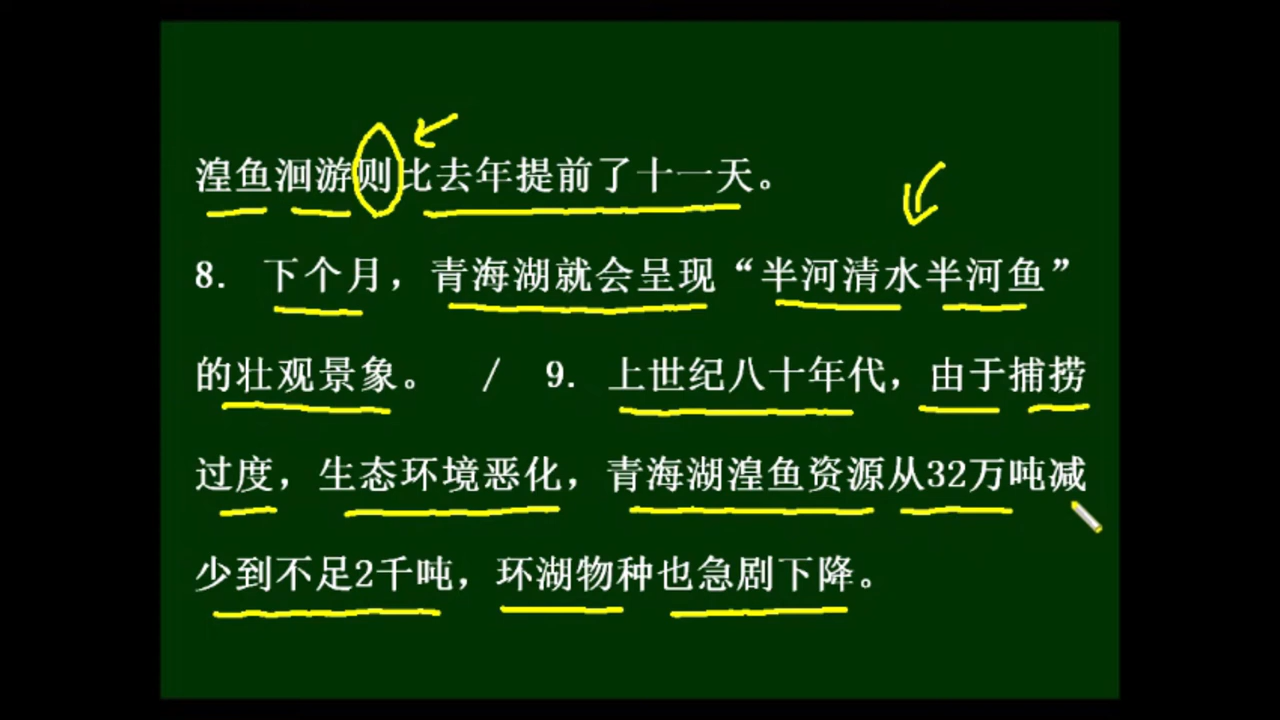 湟鱼洄游则比去年提前了十一天。
8. 下个月，青海湖就会呈现“半河清水半河鱼”
的壮观景象。 / 9. 上世纪八十年代，由于捕捞
过度，生态环境恶化，青海湖湟鱼资源从32万吨减
少到不足2千吨，环湖物种也急剧下降。